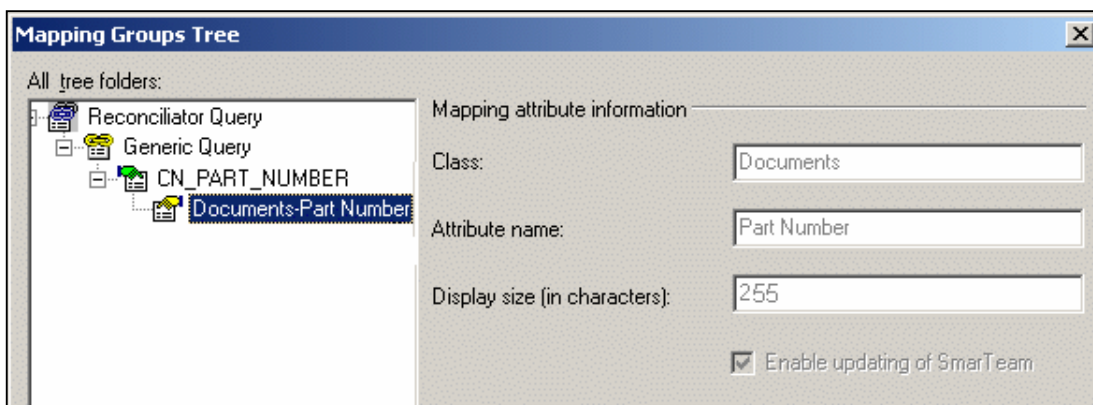 Mapping Groups Tree
All tree folders:
Reconciliator Query
Generic Query
CN_PART_NUMBER
Documents-Part Number
Mapping attribute information
Class:
Documents
Attribute name:
Part Number
Display size (in characters):
255
Enable updating of SmarTeam